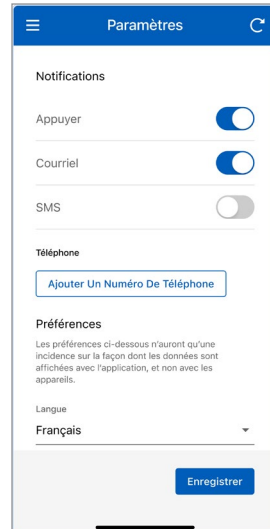 Paramètres
Notifications
Appuyer
Courriel
SMS
Téléphone
Ajouter Un Numéro De Téléphone
Préférences
Les préférences ci-dessous n'auront qu'une
incidence sur la façon dont les données sont
affichées avec l'application, et non avec les
appareils.
Langue
Français
Enregistrer